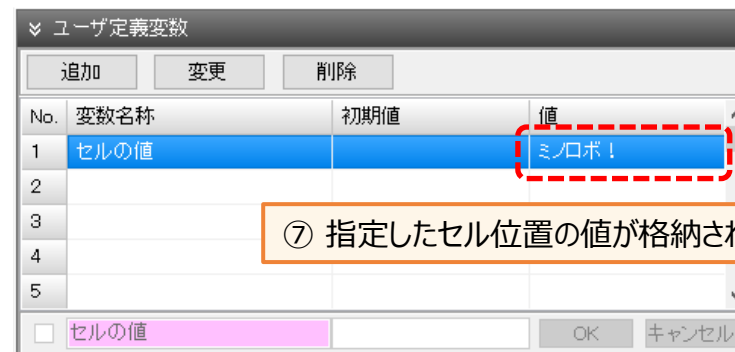 ユーザ定義変数
追加 変更 削除
No. 変数名称 初期値 値
1 セルの値 ミノロボ！
2
3
⑦ 指定したセル位置の値が格納され
4
5
セルの値 OK キャンセル